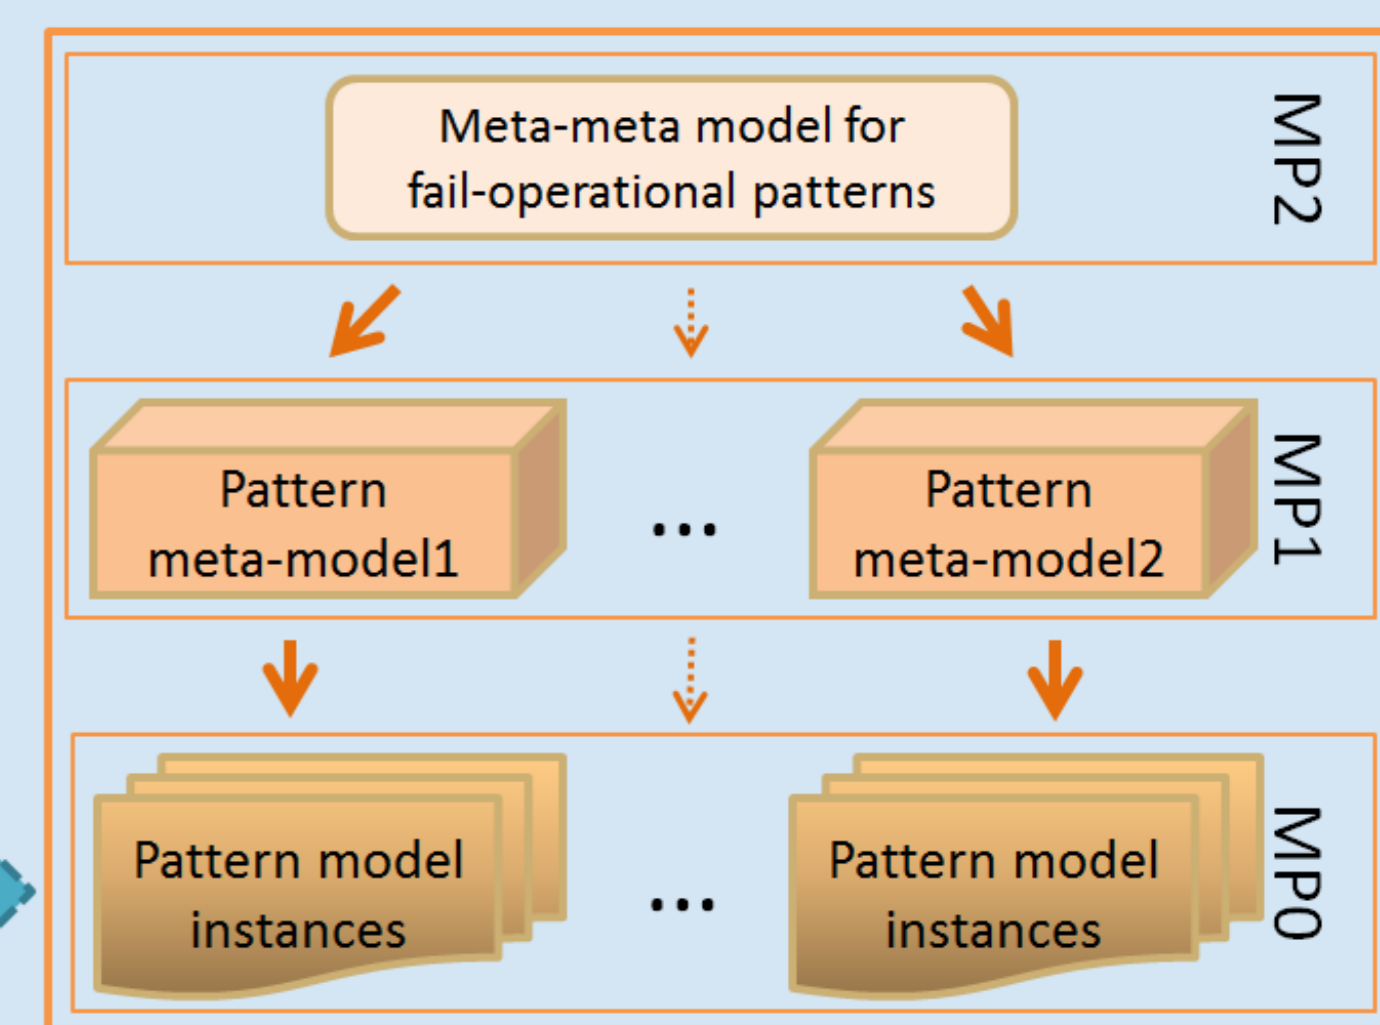 Meta-meta model for
fail-operational patterns
MP2
Pattern
meta-model1
...
Pattern
meta-model2
MP1
Pattern model
instances
...
Pattern model
instances
MP0